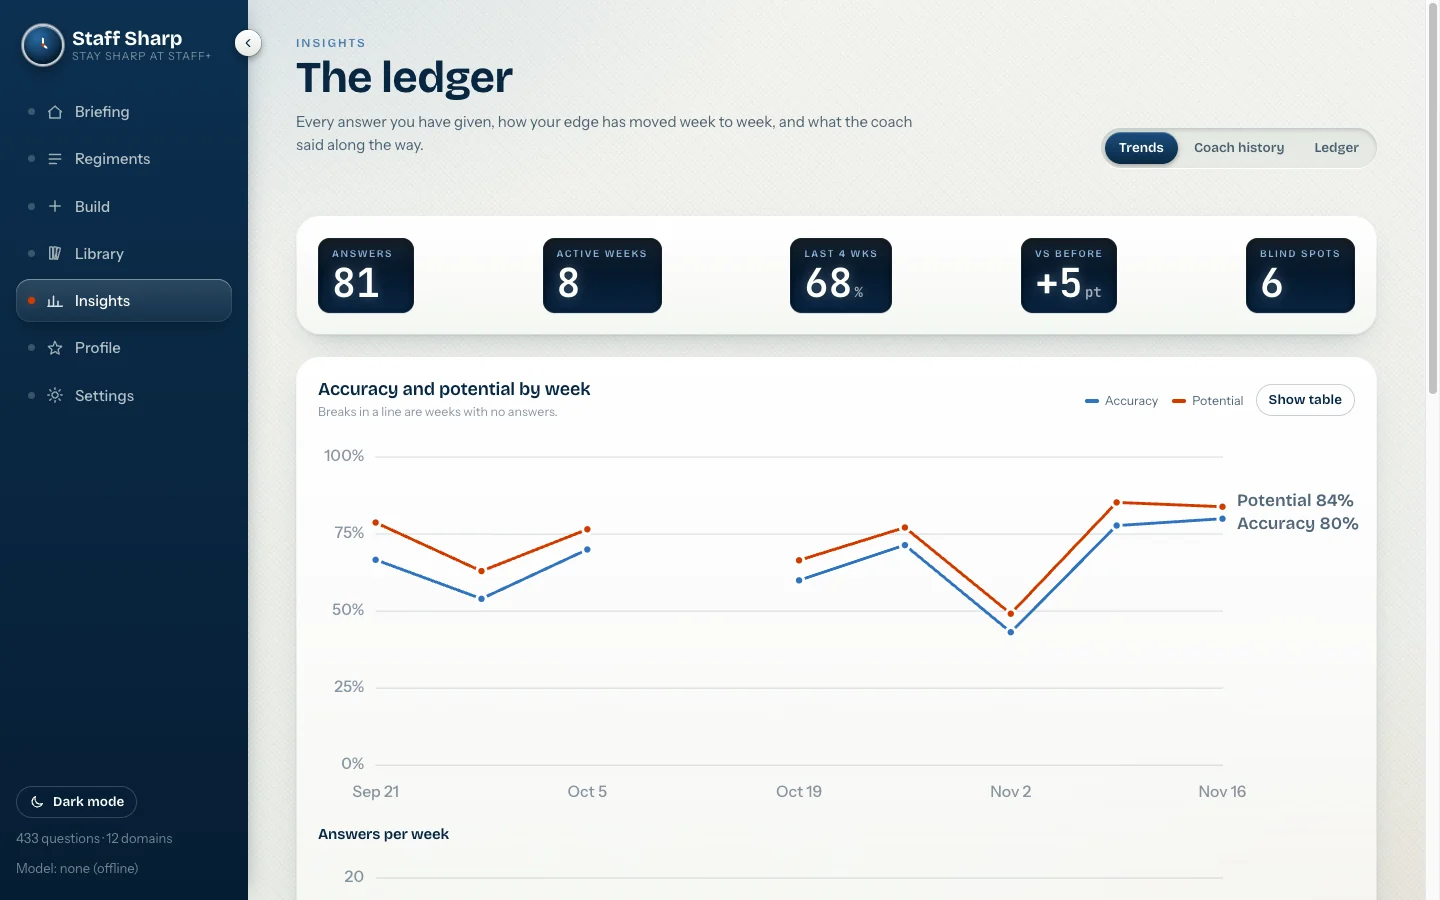 Staff Sharp
STAY SHARP AT STAFF+
Briefing
Regiments
Build
Library
Insights
Profile
Settings
Dark mode
433 questions · 12 domains
Model: none (offline)
INSIGHTS
The ledger
Every answer you have given, how your edge has moved week to week, and what the coach
said along the way.
Trends
Coach history
Ledger
ANSWERS
81
ACTIVE WEEKS
8
LAST 4 WKS
68%
VS BEFORE
+5pt
BLIND SPOTS
6
Accuracy and potential by week
Breaks in a line are weeks with no answers.
Accuracy
Potential
Show table
100%
75%
50%
25%
0%
Potential 84%
Accuracy 80%
Sep 21
Oct 5
Oct 19
Nov 2
Nov 16
Answers per week
20